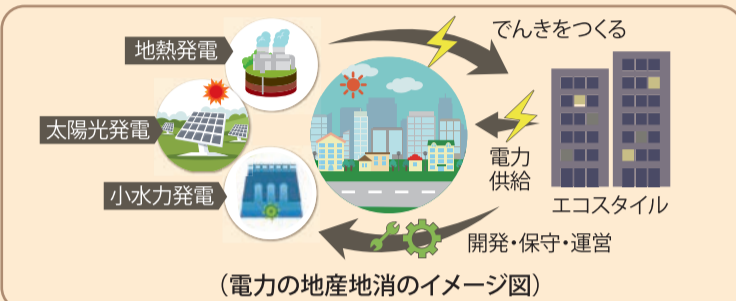 地熱発電
太陽光発電
小水力発電
でんきをつくる
電力
供給
エコスタイル
開発・保守・運営
（電力の地産地消のイメージ図）